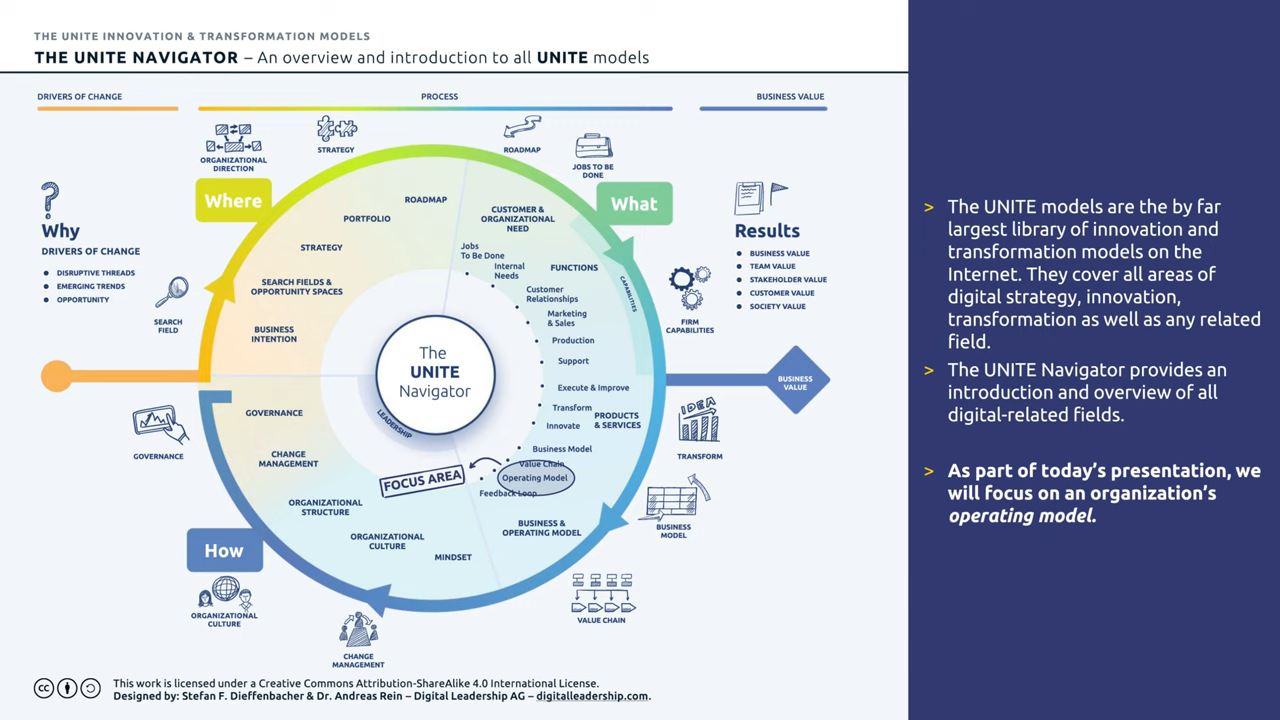 THE UNITE INNOVATION & TRANSFORMATION MODELS
THE UNITE NAVIGATOR – An overview and introduction to all UNITE models
DRIVERS OF CHANGE
PROCESS
BUSINESS VALUE
ORGANIZATIONAL
DIRECTION
STRATEGY
ROADMAP
JOBS TO BE
DONE
Where
What
Why
DRIVERS OF CHANGE
DISRUPTIVE THREADS
EMERGING TRENDS
OPPORTUNITY
SEARCH
FIELD
Results
BUSINESS VALUE
TEAM VALUE
STAKEHOLDER VALUE
CUSTOMER VALUE
SOCIETY VALUE
FIRM
CAPABILITIES
ROADMAP
PORTFOLIO
STRATEGY
SEARCH FIELDS &
OPPORTUNITY SPACES
BUSINESS
INTENTION
CUSTOMER &
ORGANIZATIONAL
NEED
Jobs
To Be Done
Internal
Needs
FUNCTIONS
CAPABILITIES
Customer
Relationships
Marketing
& Sales
Production
Support
Execute & Improve
Transform
Innovate
PRODUCTS
& SERVICES
Business Model
Value Chain
Operating Model
Feedback Loop
The
UNITE
Navigator
LEADERSHIP
FOCUS AREA
BUSINESS
VALUE
GOVERNANCE
GOVERNANCE
CHANGE
MANAGEMENT
ORGANIZATIONAL
STRUCTURE
ORGANIZATIONAL
CULTURE
MINDSET
BUSINESS &
OPERATING MODEL
IDEA
TRANSFORM
BUSINESS
MODEL
VALUE CHAIN
How
ORGANIZATIONAL
CULTURE
CHANGE
MANAGEMENT
This work is licensed under a Creative Commons Attribution-ShareAlike 4.0 International License.
Designed by: Stefan F. Dieffenbacher & Dr. Andreas Rein – Digital Leadership AG – digitalleadership.com.
> The UNITE models are the by far
largest library of innovation and
transformation models on the
Internet. They cover all areas of
digital strategy, innovation,
transformation as well as any related
field.
> The UNITE Navigator provides an
introduction and overview of all
digital-related fields.
> As part of today's presentation, we
will focus on an organization's
operating model.